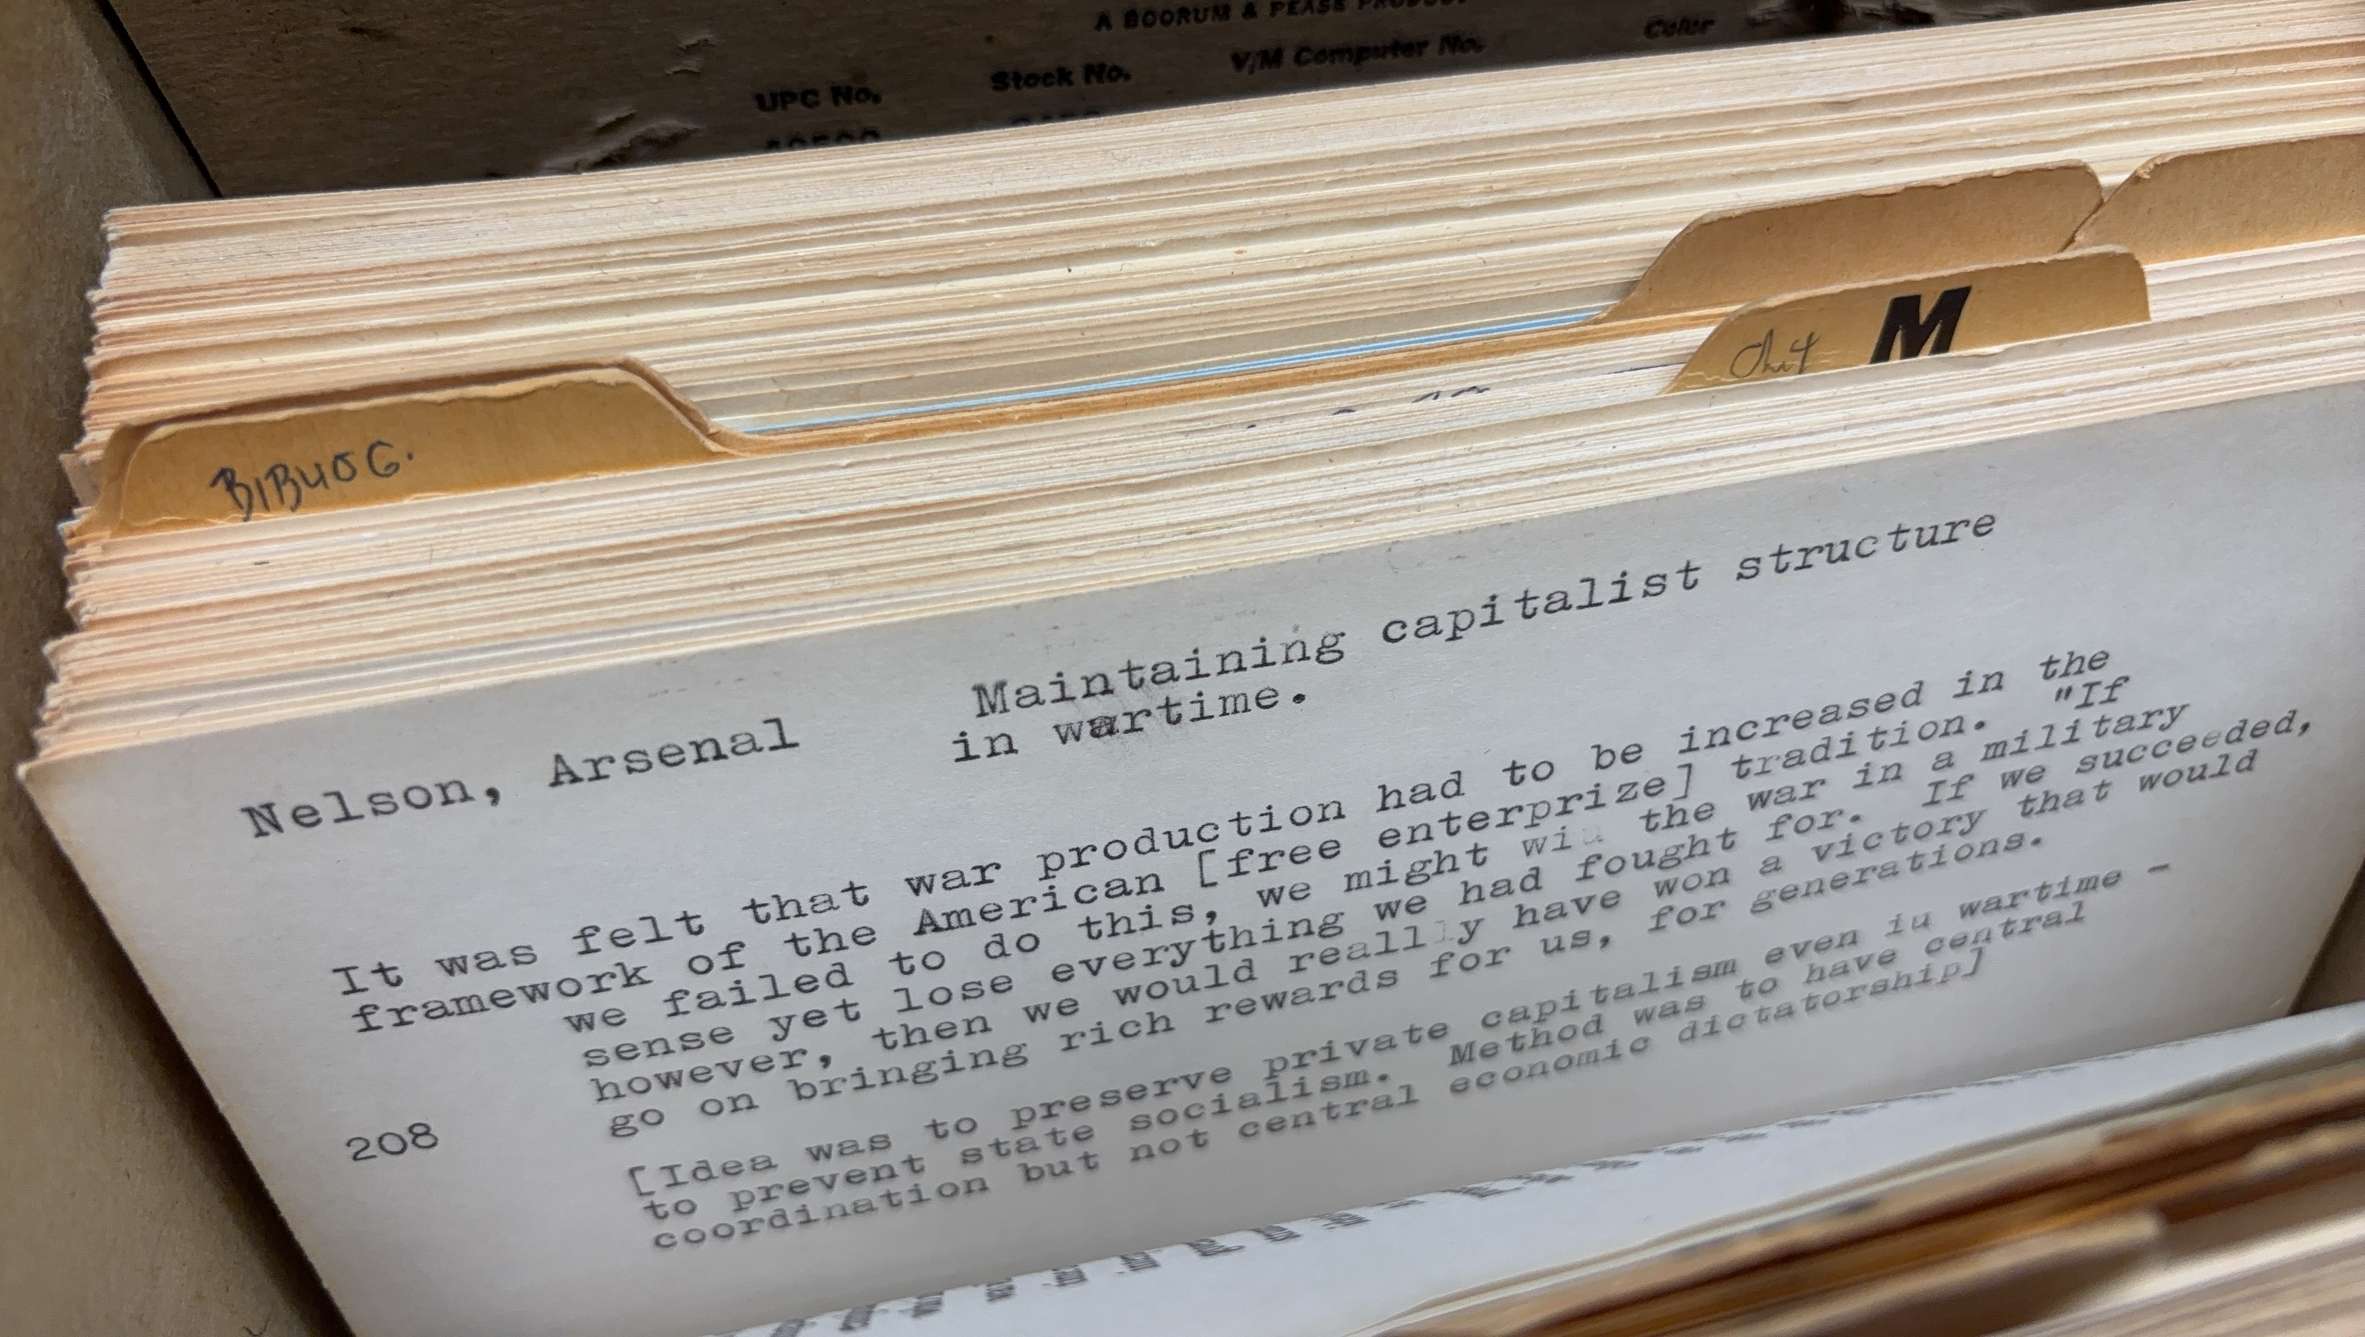 A BOORUM & PEASE PRODUCT
UPC No.
Stock No.
V/M Computer No.
Color
M
BIBLIOG.
Nelson, Arsenal
Maintaining capitalist structure
in wartime.
It was felt that war production had to be increased in the
framework of the American [free enterprize] tradition. "If
we failed to do this, we might win the war in a military
sense yet lose everything we had fought for. If we succeeded,
however, then we would really have won a victory that would
go on bringing rich rewards for us, for generations.
208
[Idea was to preserve private capitalism even in wartime -
to prevent state socialism. Method was to have central
coordination but not central economic dictatorship]